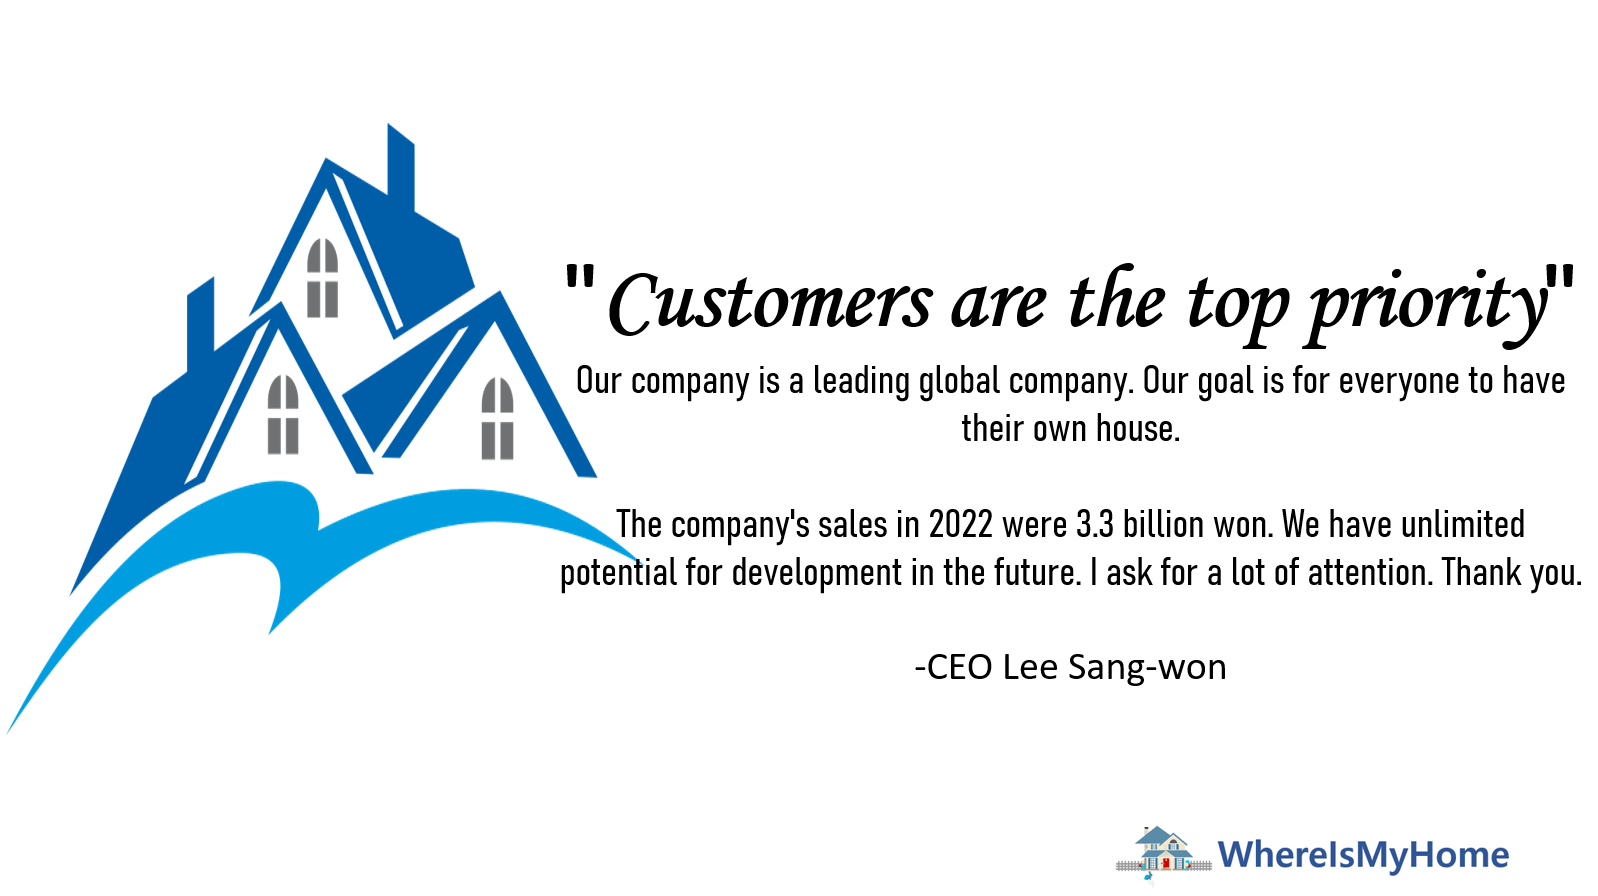 "Customers are the top priority"
Our company is a leading global company. Our goal is for everyone to have
their own house.
The company's sales in 2022 were 3.3 billion won. We have unlimited
potential for development in the future. I ask for a lot of attention. Thank you.
-CEO Lee Sang-won
WhereIsMyHome